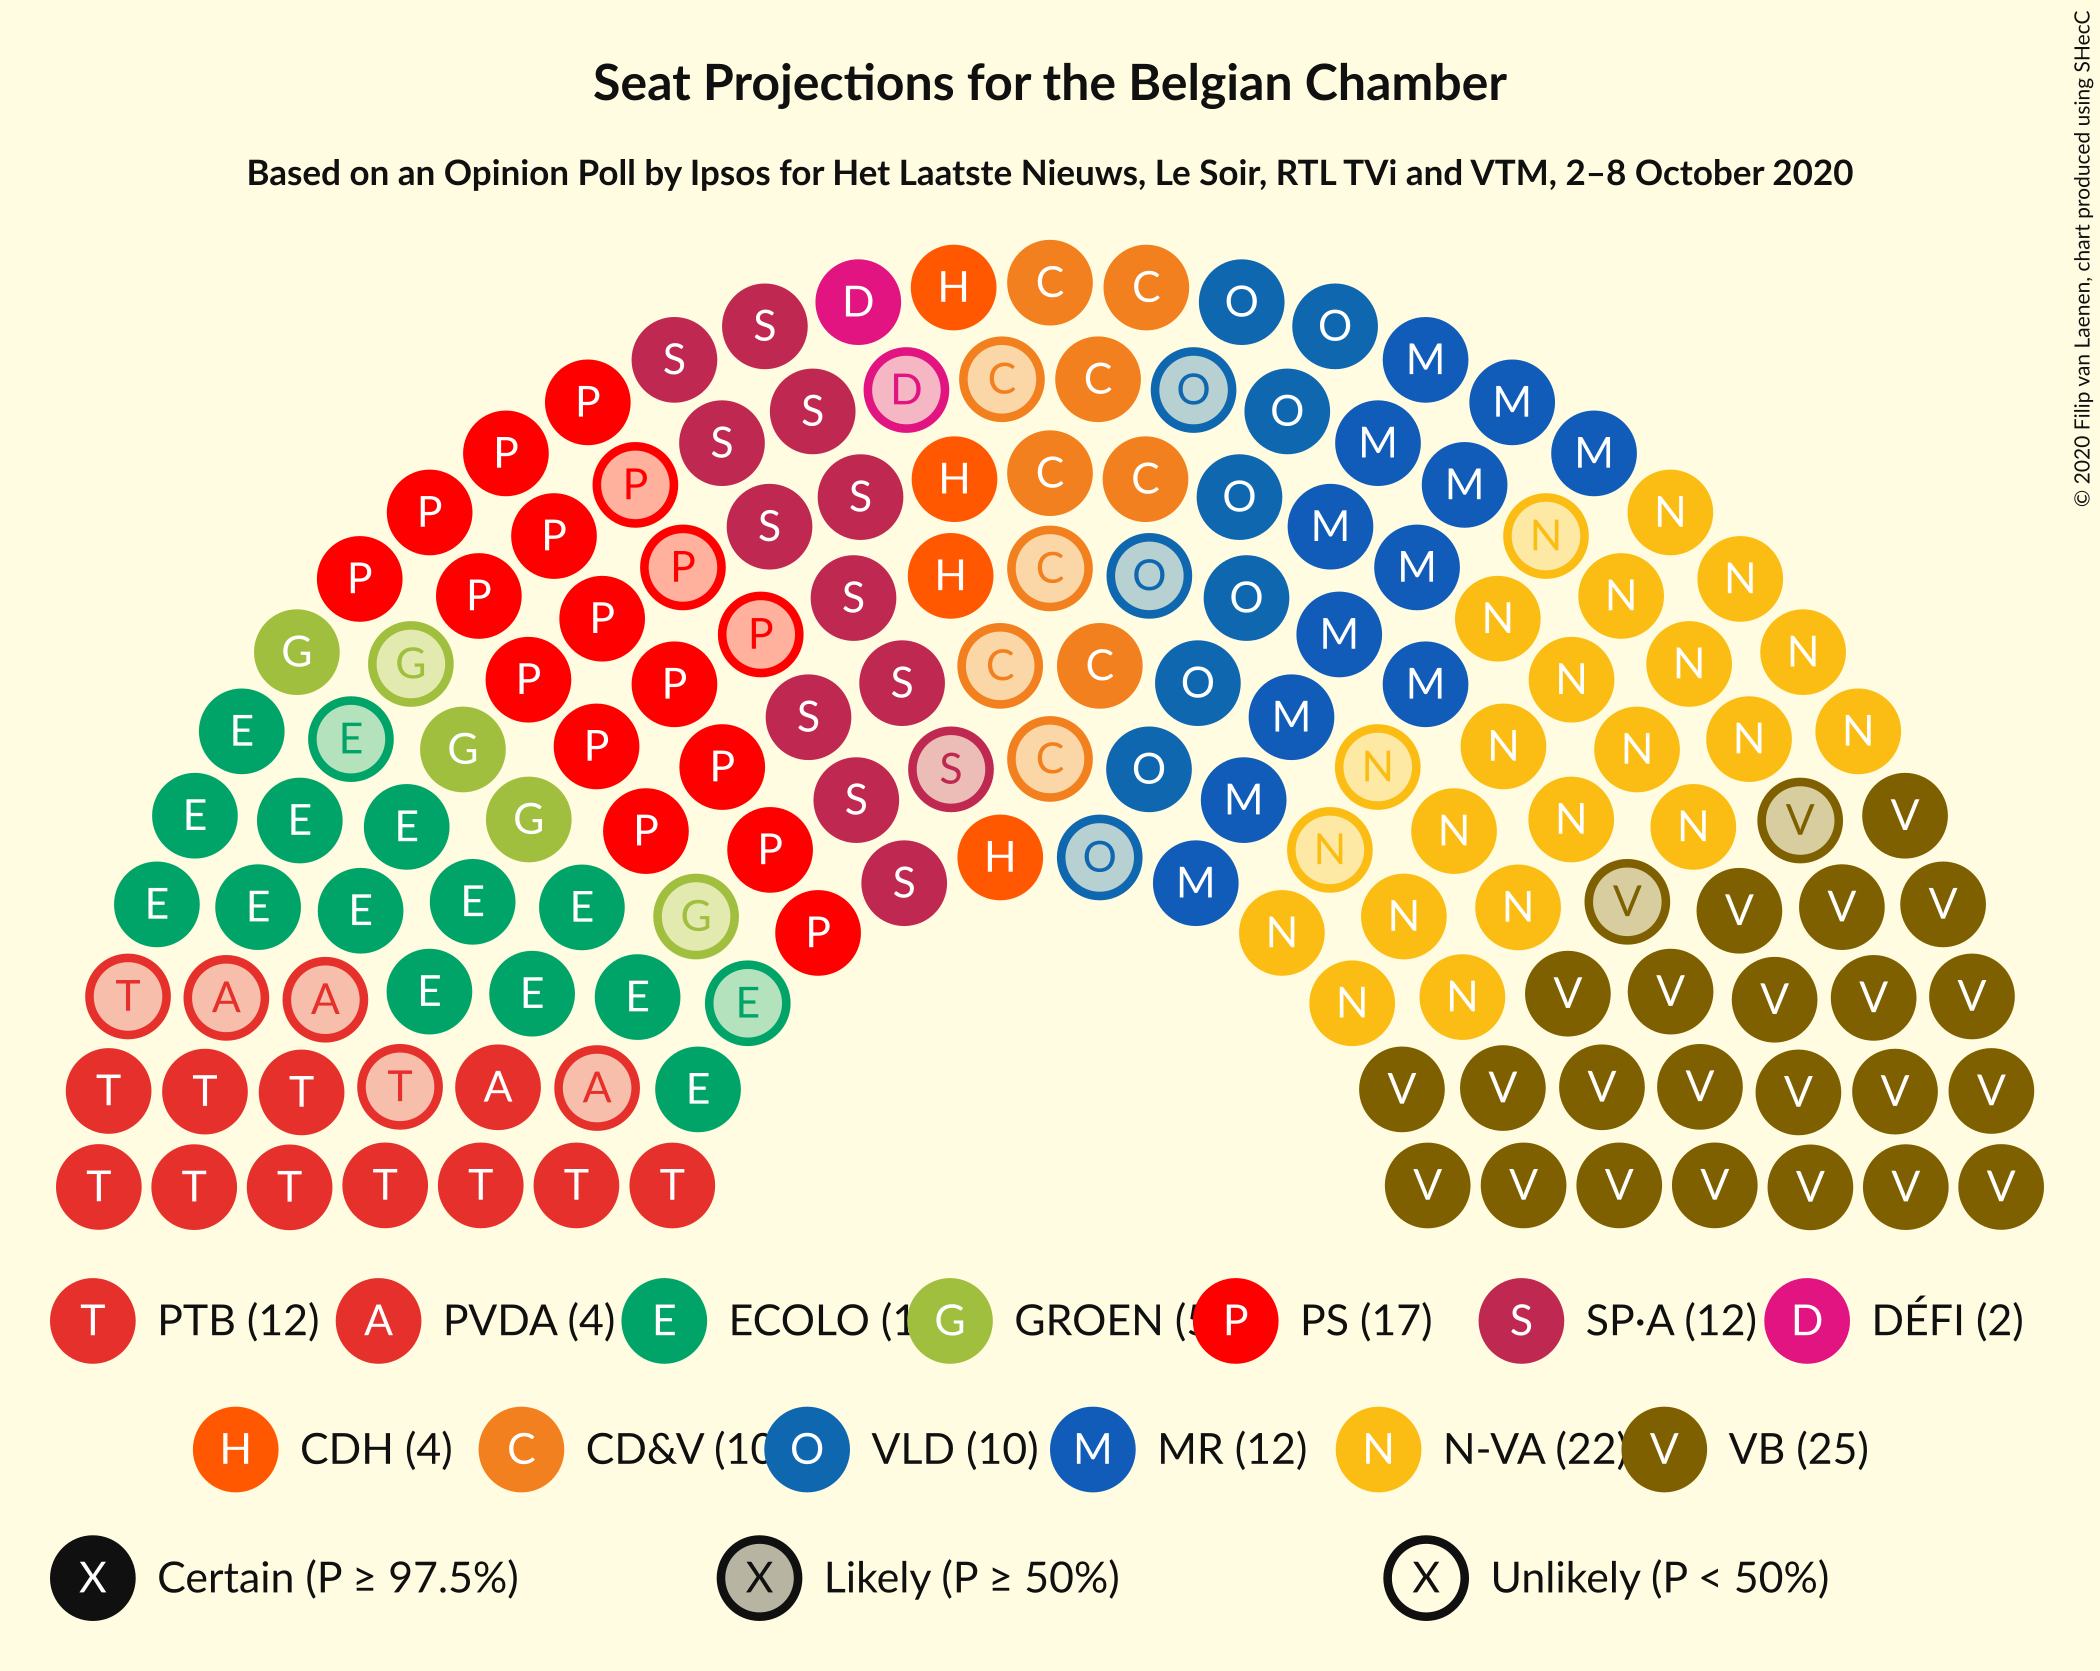 Seat Projections for the Belgian Chamber
Based on an Opinion Poll by Ipsos for Het Laatste Nieuws, Le Soir, RTL TVi and VTM, 2–8 October 2020
© 2020 Filip van Laenen, chart produced using SHecC
H C C
D O
S O
S D C C O M
P S O M
P S H C C O M M
P P S M M N
P P S H C O O M N N
P P P S M M N N
P P P S C C O M N N
G G P P S M N N N
E E G P P S S C O M N N N N N
E E E G P P S M N N N N V V
E E E E E G P S H O M N N N V V V V
T A A E E E E N N V V V V V
T T T T A A E V V V V V V V
T T T T T T T V V V V V V V
T PTB (12) A PVDA (4) E ECOLO (1 G GROEN (5 P PS (17) S SP·A (12) D DÉFI (2)
H CDH (4) C CD&V (10 O VLD (10) M MR (12) N N-VA (22) V VB (25)
X Certain (P ≥ 97.5%) X Likely (P ≥ 50%) X Unlikely (P < 50%)